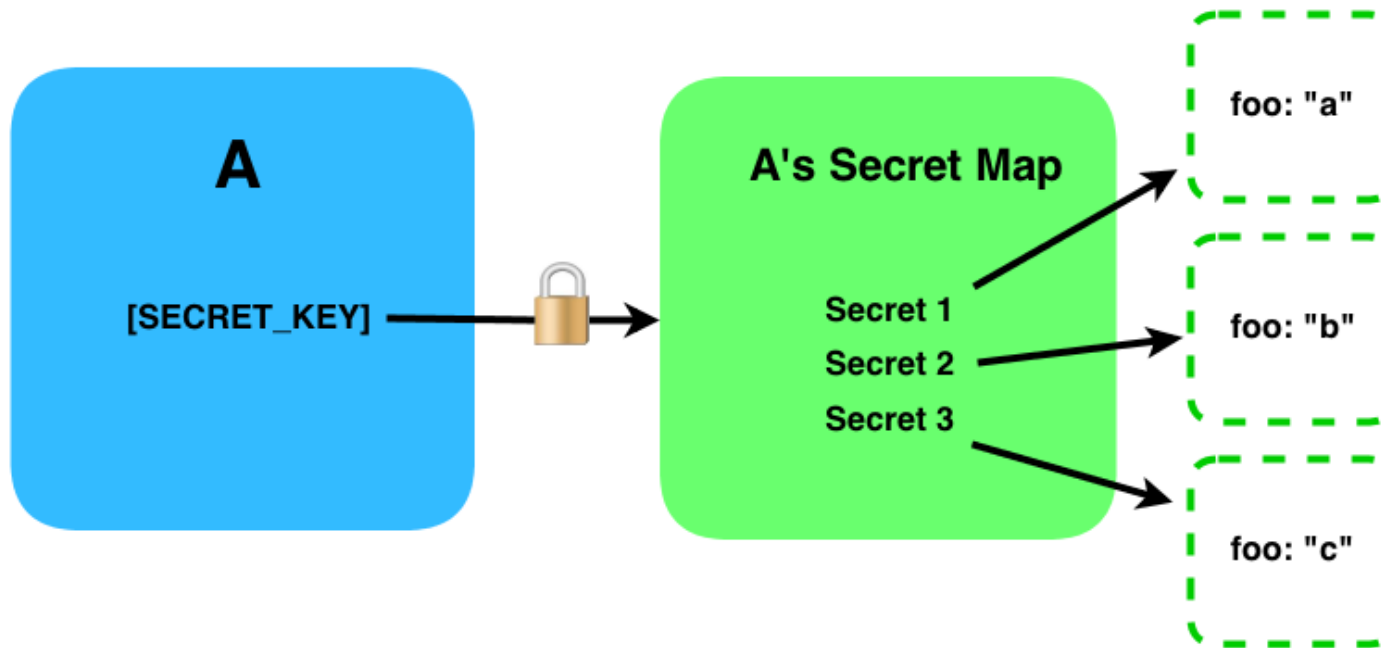 A
[SECRET_KEY]
A's Secret Map
Secret 1
Secret 2
Secret 3
foo: "a"
foo: "b"
foo: "c"